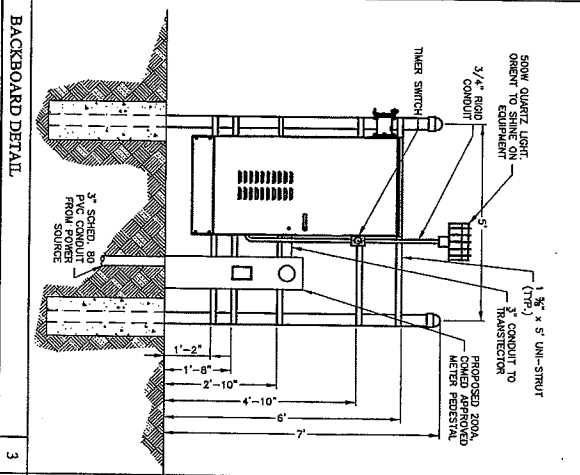 500W QUARTZ LIGHT.
ORIENT TO SHINE ON
EQUIPMENT
3/4" RIGID
CONDUIT
TIMER SWITCH
5'
1 5/8" x 5' UNI-STRUT
(TYP.)
3" CONDUIT TO
TRANSTECTOR
PROPOSED 200A,
COMED APPROVED
METER PEDESTAL
1'-2"
1'-8"
2'-10"
4'-10"
6'
7'
3" SCHED. 80
PVC CONDUIT
FROM POWER
SOURCE
BACKBOARD DETAIL
3